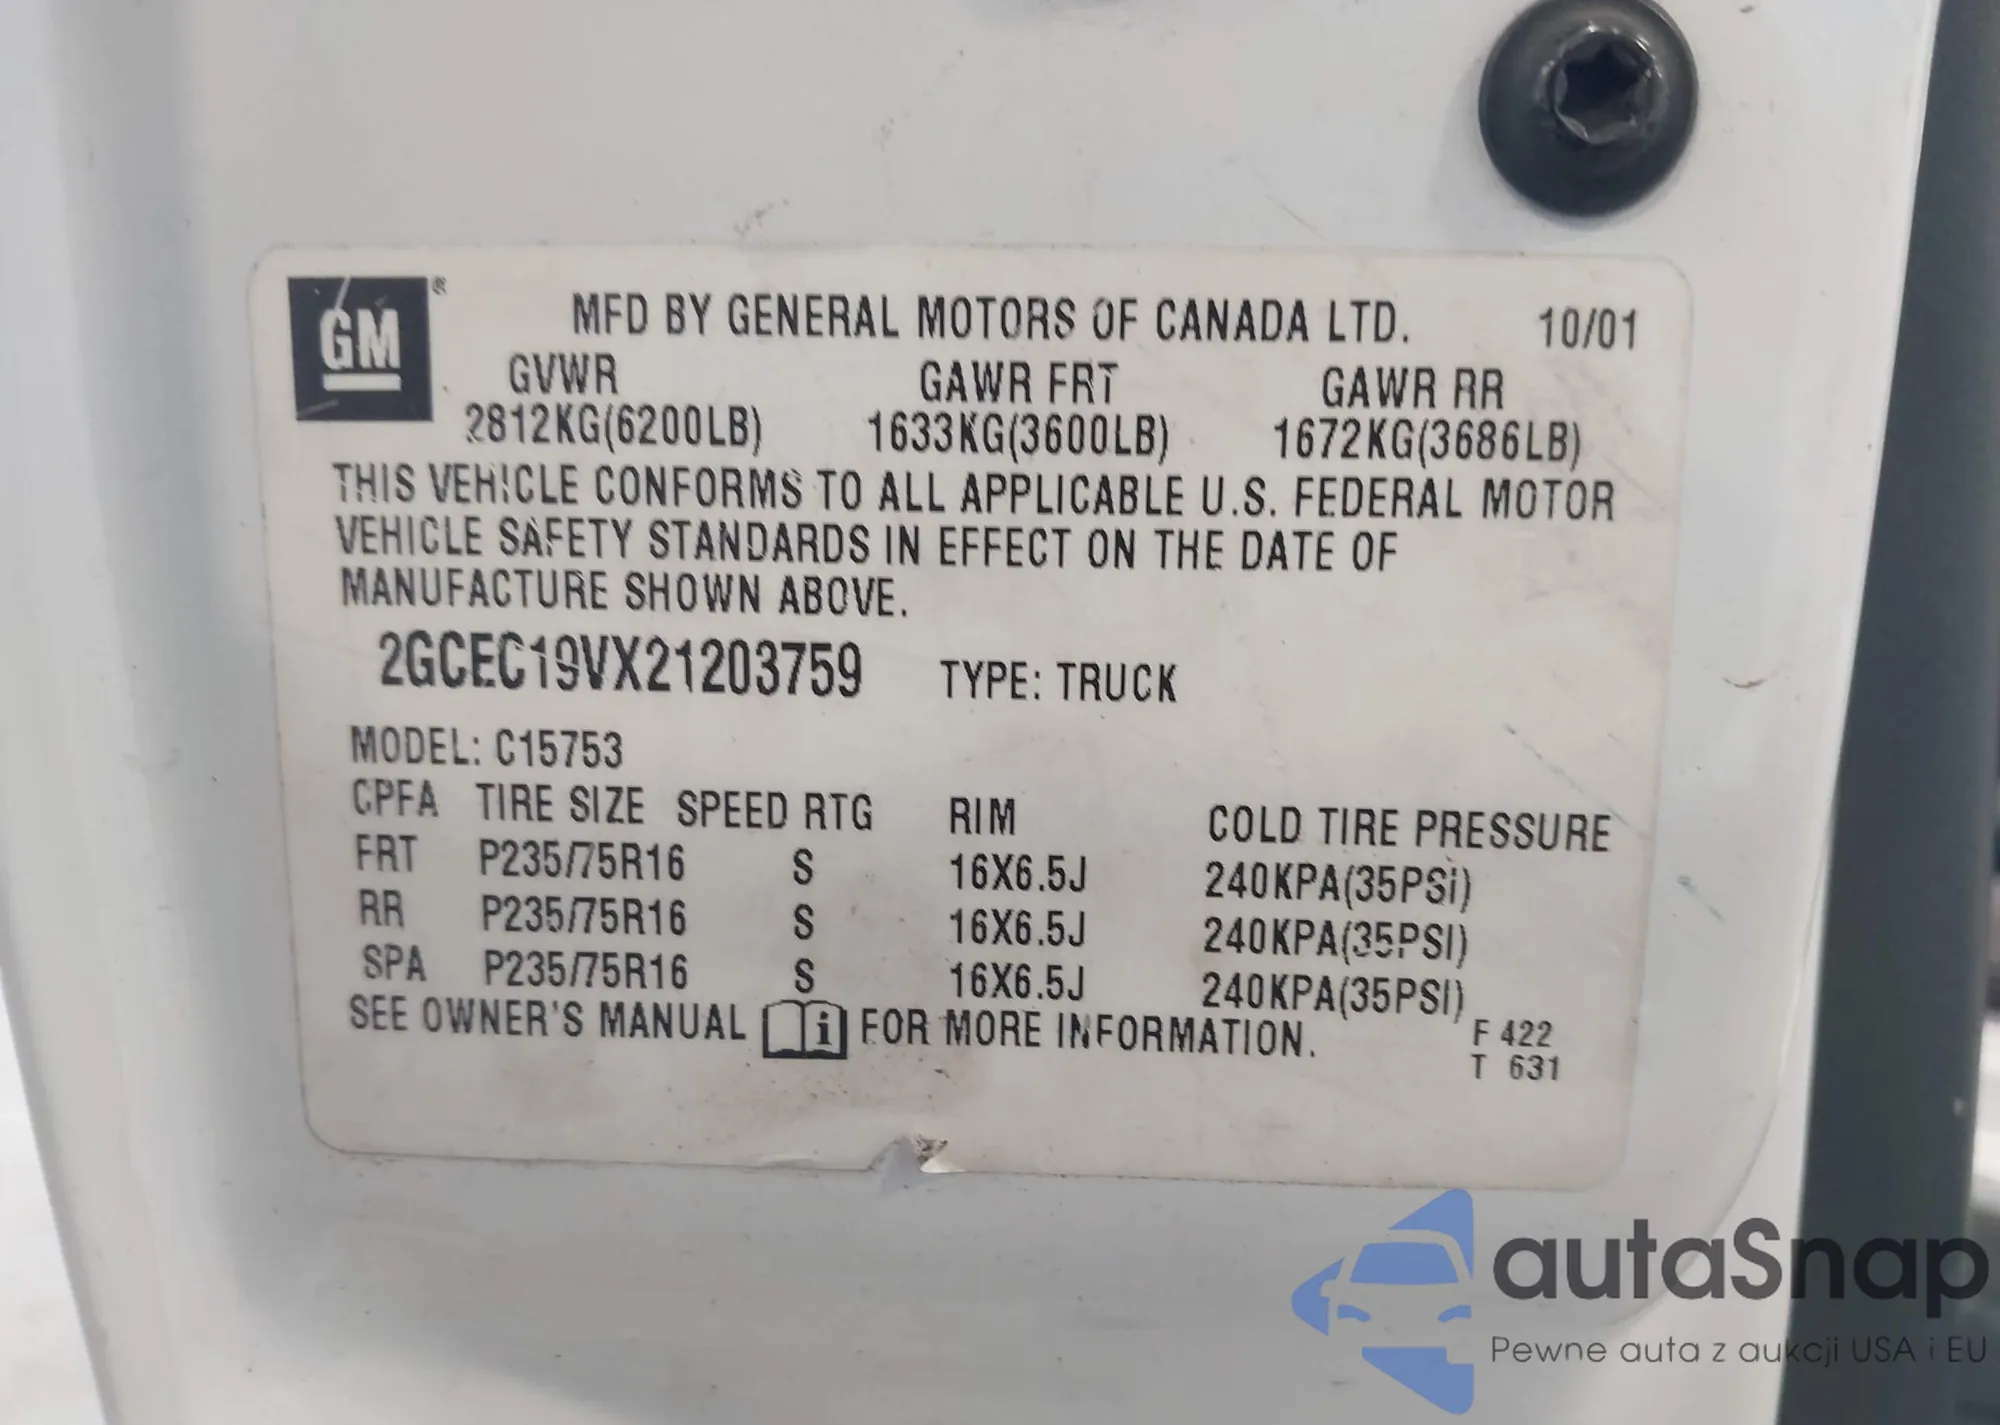 GM®
MFD BY GENERAL MOTORS OF CANADA LTD. 10/01
GVWR GAWR FRT GAWR RR
2812KG(6200LB) 1633KG(3600LB) 1672KG(3686LB)
THIS VEHICLE CONFORMS TO ALL APPLICABLE U.S. FEDERAL MOTOR
VEHICLE SAFETY STANDARDS IN EFFECT ON THE DATE OF
MANUFACTURE SHOWN ABOVE.
2GCEC19VX21203759 TYPE: TRUCK
MODEL: C15753
CPFA TIRE SIZE SPEED RTG RIM COLD TIRE PRESSURE
FRT P235/75R16 S 16X6.5J 240KPA(35PSI)
RR P235/75R16 S 16X6.5J 240KPA(35PSI)
SPA P235/75R16 S 16X6.5J 240KPA(35PSI)
SEE OWNER'S MANUAL i FOR MORE INFORMATION.
F 422
T 631
autaSnap
Pewne auta z aukcji USA i EU